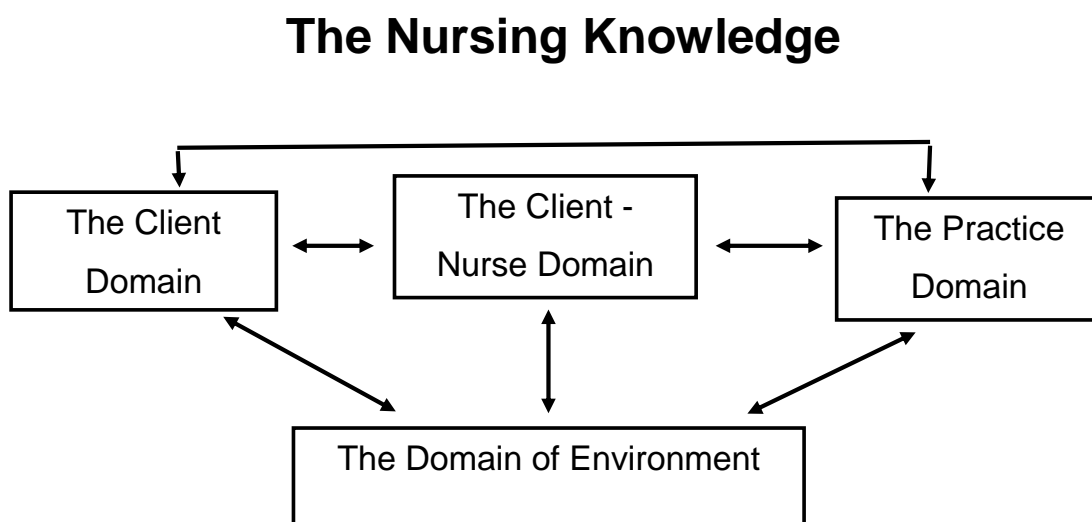 The Nursing Knowledge
The Client
Domain
The Client -
Nurse Domain
The Practice
Domain
The Domain of Environment